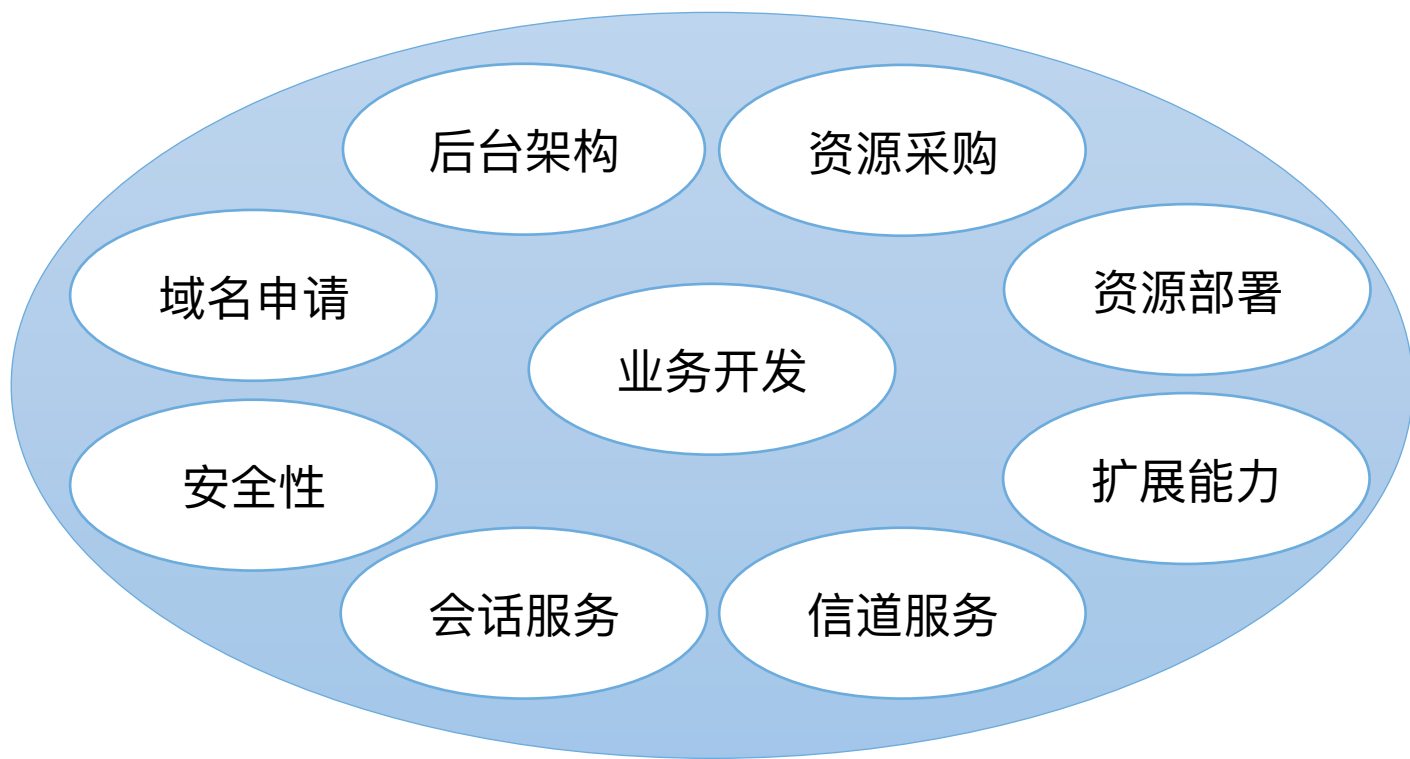 后台架构
资源采购
域名申请
资源部署
业务开发
安全性
扩展能力
会话服务
信道服务